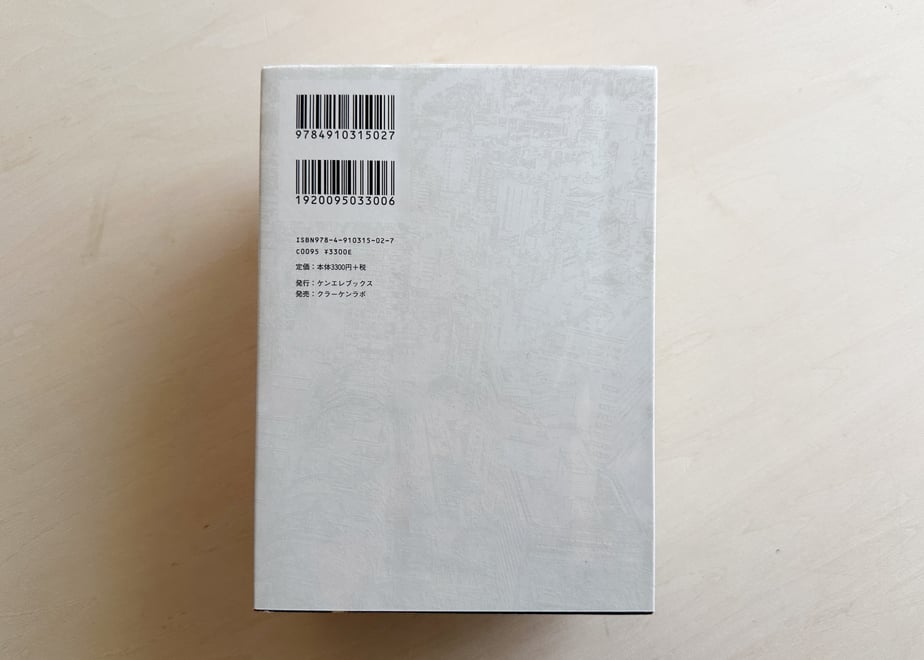 9784910315027
1920095033006
ISBN978-4-910315-02-7
C0095 ¥3300E
定価：本体3300円＋税
発行：ケンエレブックス
発売：クラーケンラボ